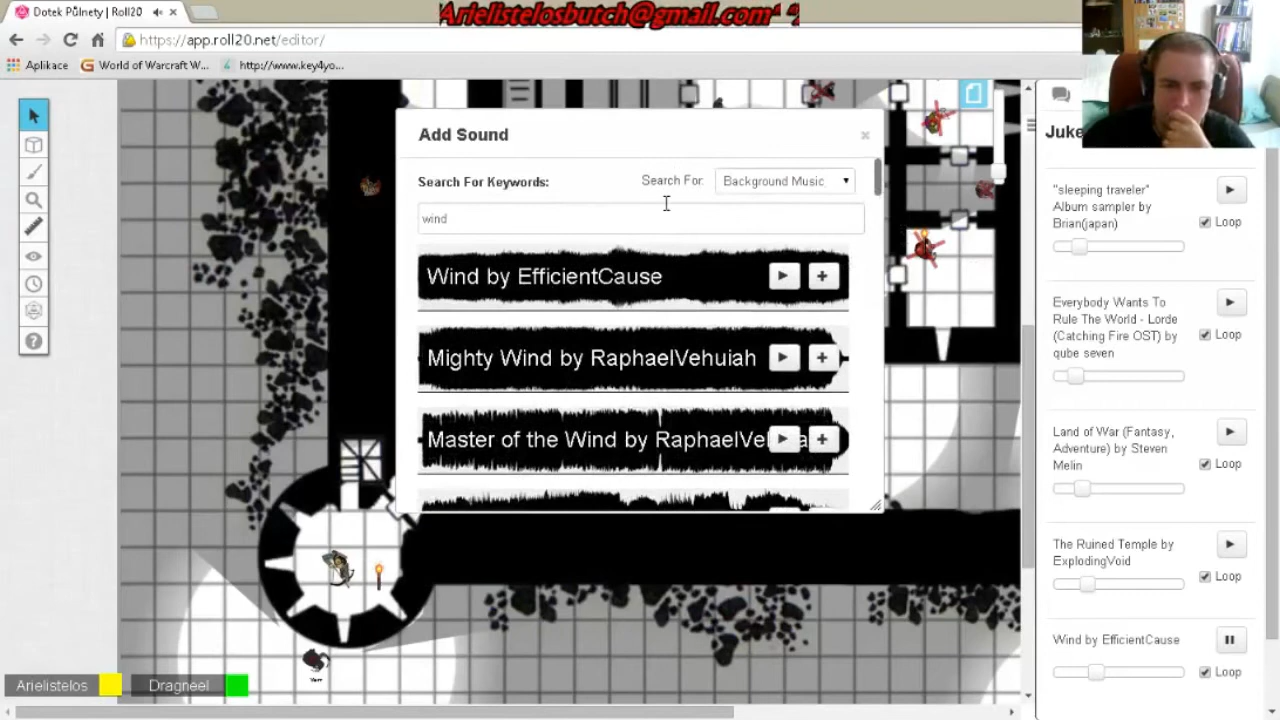 Dotek Půlnety | Roll20
Arielistelosbutch@gmail.com
https://app.roll20.net/editor/
Aplikace
World of Warcraft W...
http://www.key4yo...
Add Sound
Search For Keywords:
Search For:
Background Music
wind
Wind by EfficientCause
Mighty Wind by RaphaelVehuiah
Master of the Wind by
"sleeping traveler"
Album sampler by
Brian(japan)
Loop
Everybody Wants To
Rule The World - Lorde
(Catching Fire OST) by
qube seven
Loop
Land of War (Fantasy,
Adventure) by Steven
Melin
Loop
The Ruined Temple by
ExplodingVoid
Loop
Wind by EfficientCause
Loop
Arielistelos
Dragneel